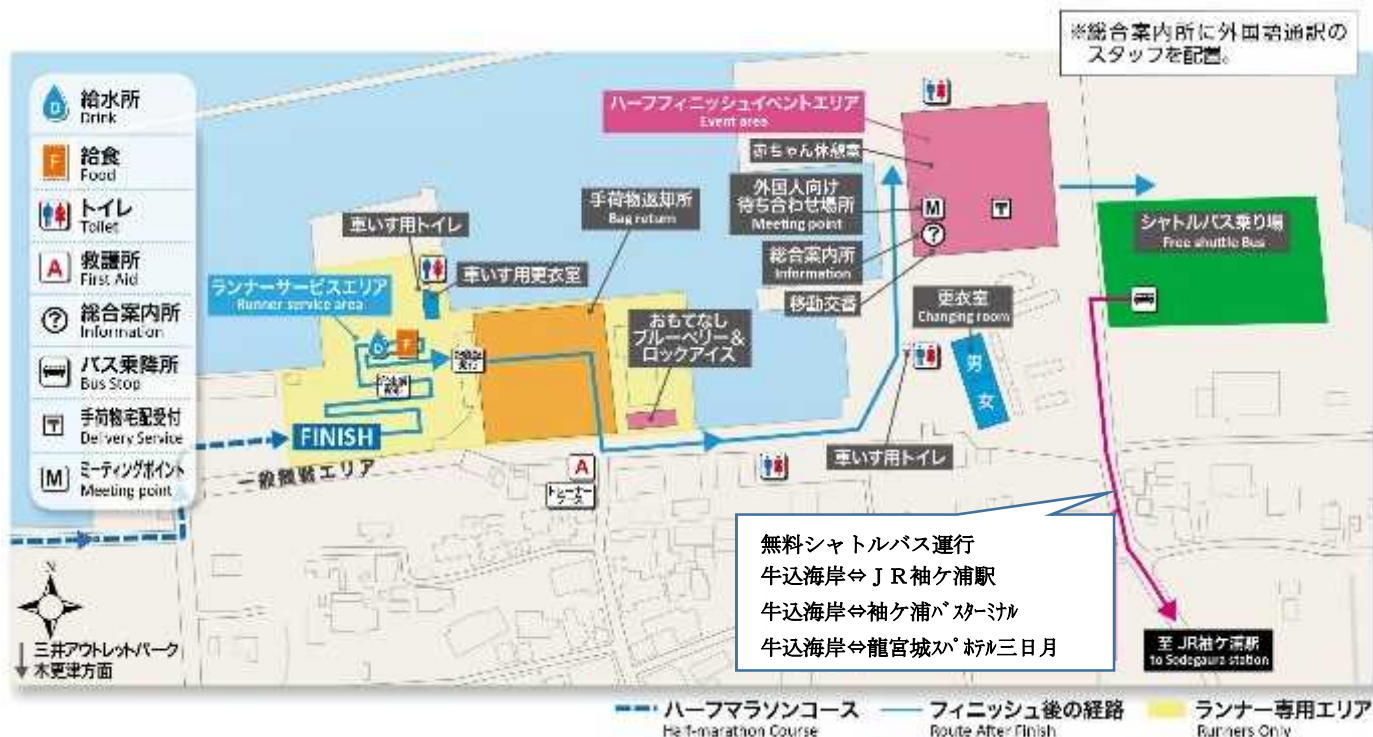 ※総合案内所に外国語通訳の
スタッフを配置。
給水所
Drink
給食
Food
トイレ
Toilet
救護所
First Aid
総合案内所
Information
バス乗降所
Bus Stop
手荷物宅配受付
Delivery Service
ミーティングポイント
Meeting point
D
F
A
?
〒
M
ハーフフィニッシュイベントエリア
Event area
赤ちゃん休憩室
外国人向け
待ち合わせ場所
Meeting point
M
〒
総合案内所
Information
?
移動交番
シャトルバス乗り場
Free shuttle Bus
手荷物返却所
Bag return
車いす用トイレ
車いす用更衣室
ランナーサービスエリア
Runner service area
D
F
おもてなし
ブルーベリー&
ロックアイス
更衣室
Changing room
男
女
FINISH
一般観戦エリア
A
トレーナー
ブース
車いす用トイレ
無料シャトルバス運行
牛込海岸⇔JR袖ケ浦駅
牛込海岸⇔袖ケ浦バスターミナル
牛込海岸⇔龍宮城スパホテル三日月
至 JR袖ケ浦駅
to Sodegaura station
N
三井アウトレットパーク
木更津方面
ハーフマラソンコース
Half-marathon Course
フィニッシュ後の経路
Route After Finish
ランナー専用エリア
Runners Only